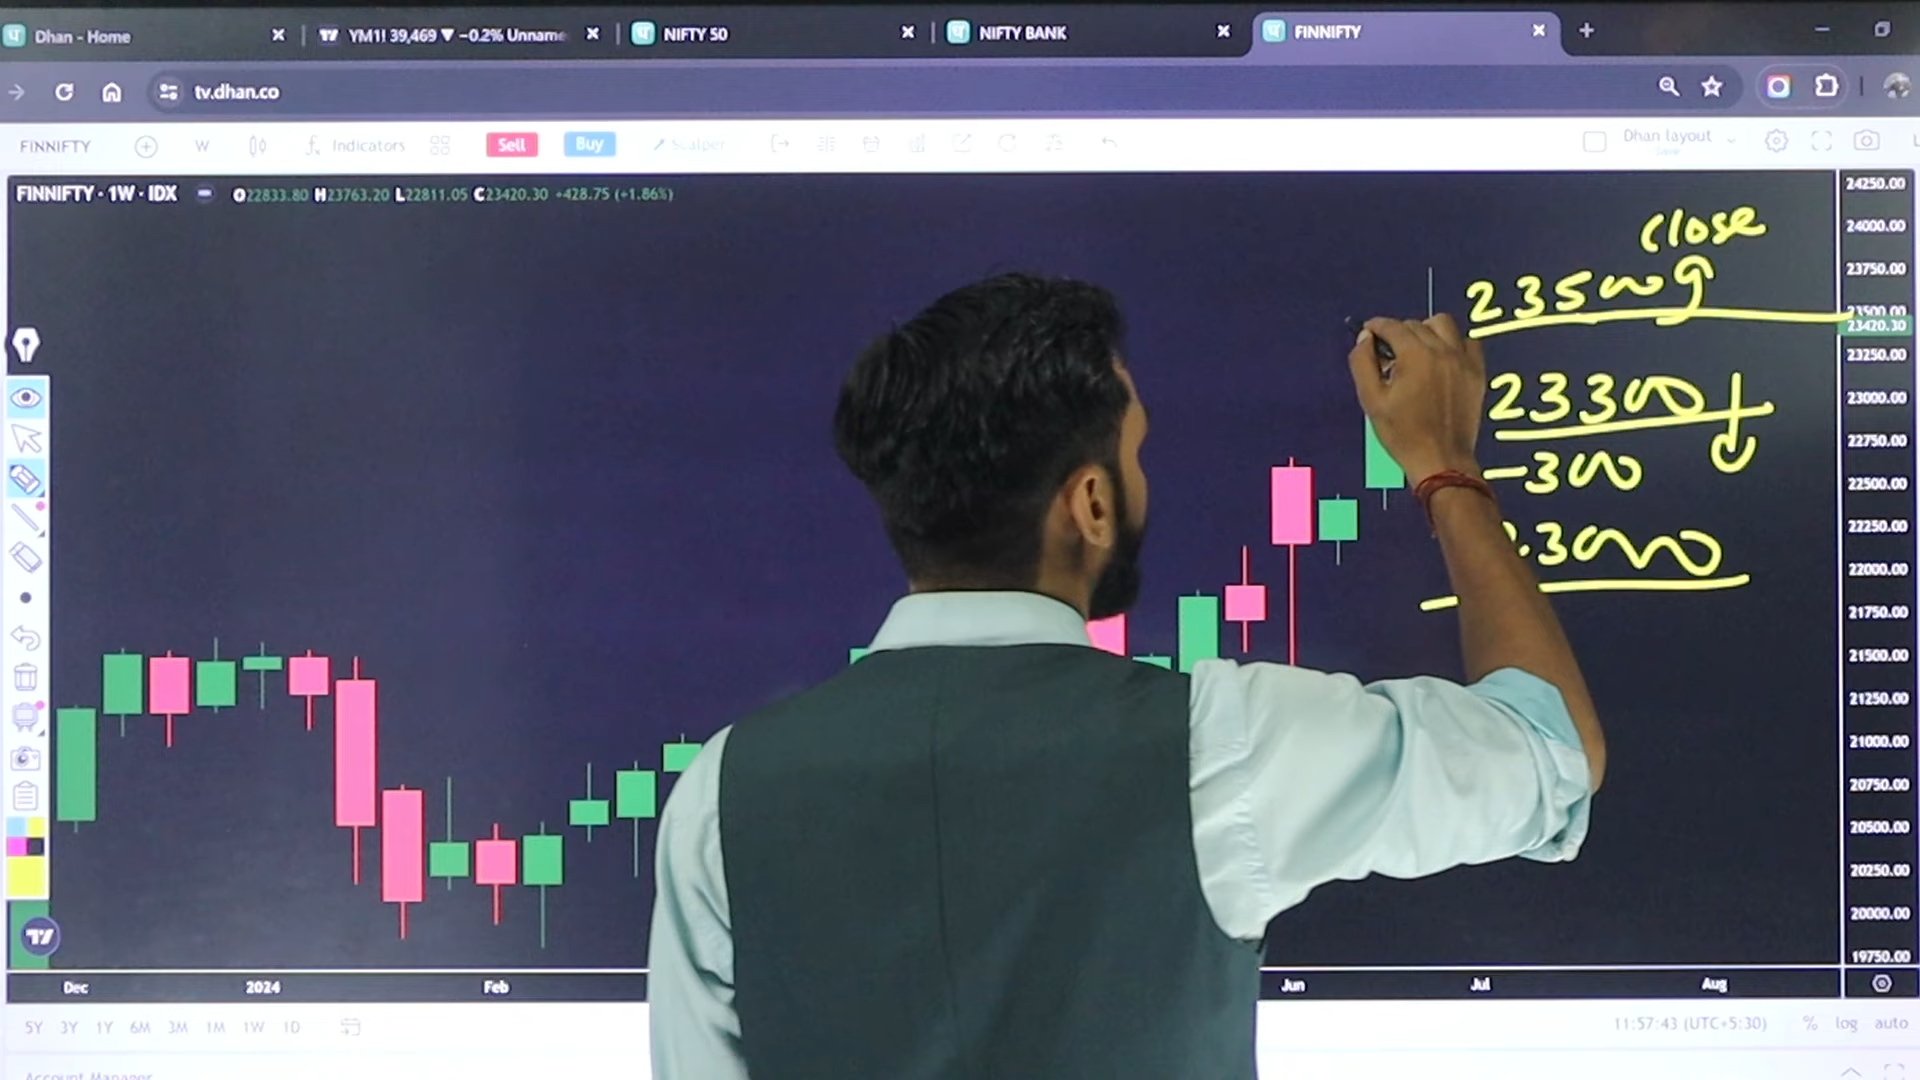 Dhan - Home
YM1! 39,469 ▼ −0.2% Unname
NIFTY 50
NIFTY BANK
FINNIFTY
tv.dhan.co
FINNIFTY
W
Indicators
Sell
Buy
Scalper
Dhan layout
FINNIFTY · 1W · IDX
O22833.80 H23763.20 L22811.05 C23420.30 +428.75 (+1.86%)
close
23500
23300
-300
3000
24250.00
24000.00
23750.00
23500.00
23420.30
23250.00
23000.00
22750.00
22500.00
22250.00
22000.00
21750.00
21500.00
21250.00
21000.00
20750.00
20500.00
20250.00
20000.00
19750.00
Dec
2024
Feb
Jun
Jul
Aug
5Y 3Y 1Y 6M 3M 1M 1W 1D
11:57:43 (UTC+5:30)
% log auto
Account Manager